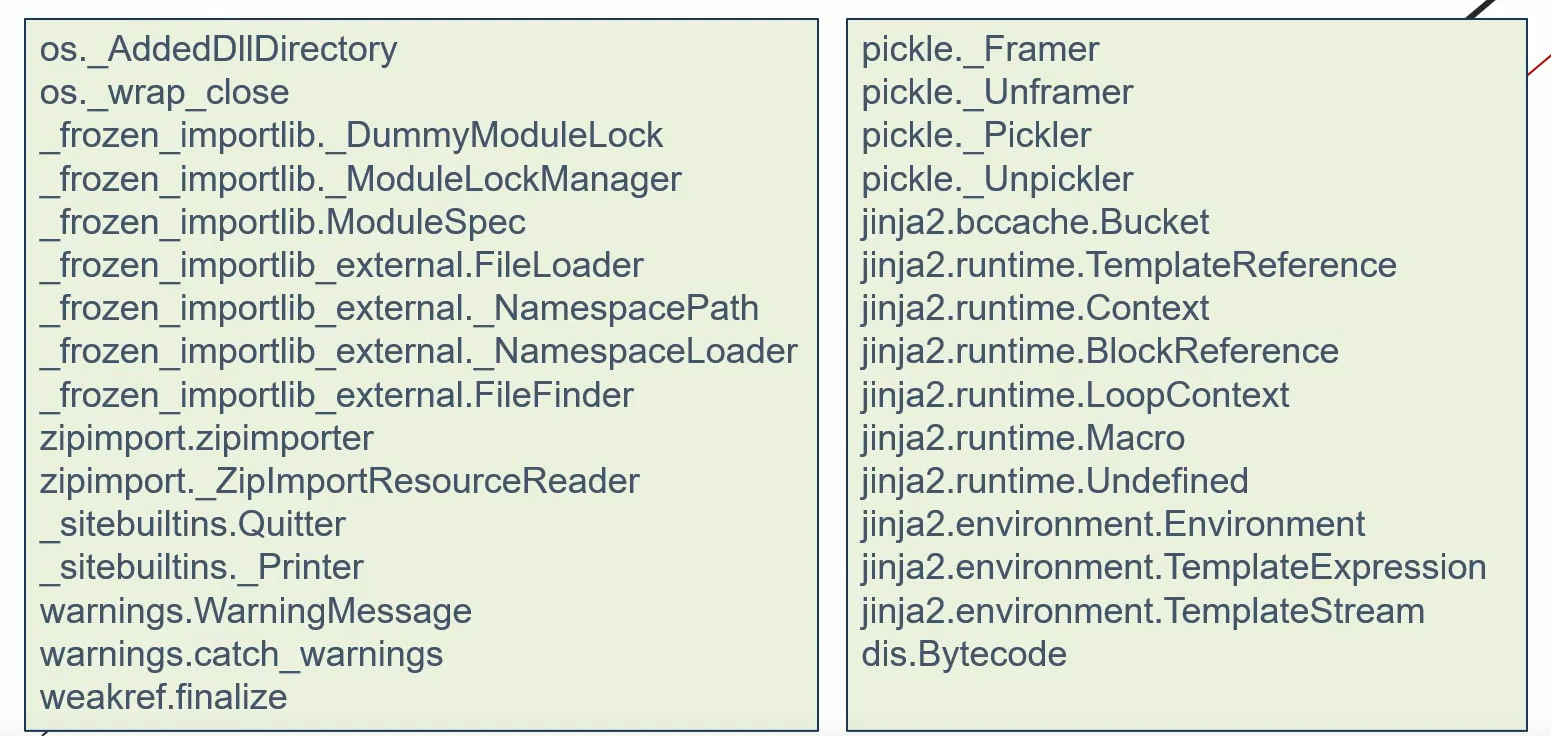 os._AddedDllDirectory
os._wrap_close
_frozen_importlib._DummyModuleLock
_frozen_importlib._ModuleLockManager
_frozen_importlib.ModuleSpec
_frozen_importlib_external.FileLoader
_frozen_importlib_external._NamespacePath
_frozen_importlib_external._NamespaceLoader
_frozen_importlib_external.FileFinder
zipimport.zipimporter
zipimport._ZipImportResourceReader
_sitebuiltins.Quitter
_sitebuiltins._Printer
warnings.WarningMessage
warnings.catch_warnings
weakref.finalize
pickle._Framer
pickle._Unframer
pickle._Pickler
pickle._Unpickler
jinja2.bccache.Bucket
jinja2.runtime.TemplateReference
jinja2.runtime.Context
jinja2.runtime.BlockReference
jinja2.runtime.LoopContext
jinja2.runtime.Macro
jinja2.runtime.Undefined
jinja2.environment.Environment
jinja2.environment.TemplateExpression
jinja2.environment.TemplateStream
dis.Bytecode